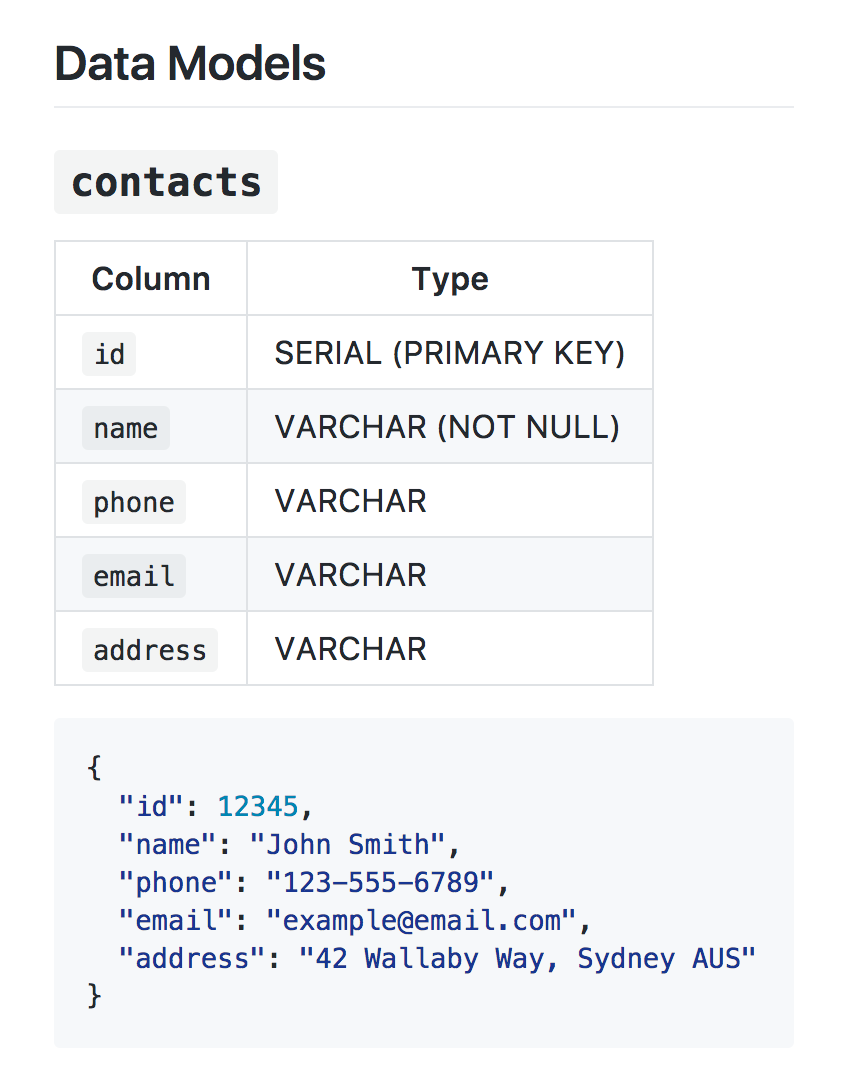 Data Models
contacts
Column Type
id SERIAL (PRIMARY KEY)
name VARCHAR (NOT NULL)
phone VARCHAR
email VARCHAR
address VARCHAR
{
  "id": 12345,
  "name": "John Smith",
  "phone": "123-555-6789",
  "email": "example@email.com",
  "address": "42 Wallaby Way, Sydney AUS"
}